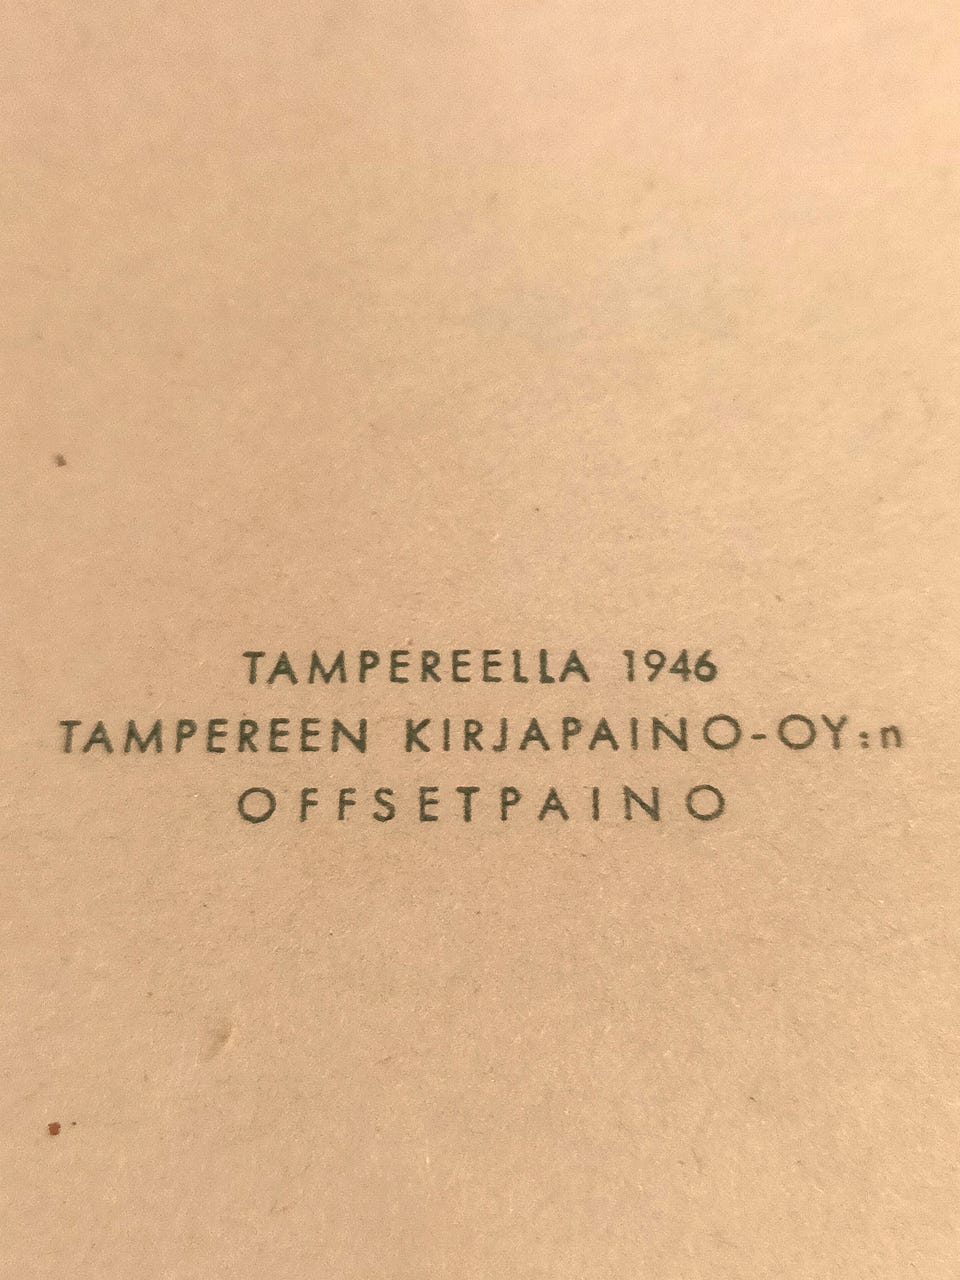 TAMPEREELLA 1946
TAMPEREEN KIRJAPAINO-OY:n
OFFSETPAINO